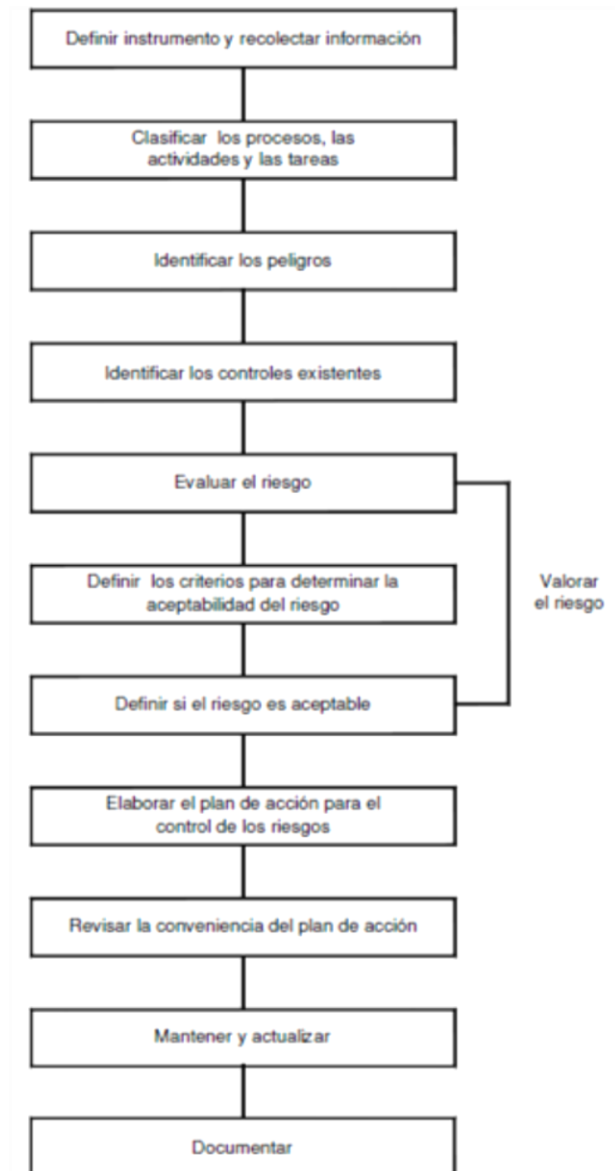 Definir instrumento y recolectar información
Clasificar los procesos, las
actividades y las tareas
Identificar los peligros
Identificar los controles existentes
Evaluar el riesgo
Definir los criterios para determinar la
aceptabilidad del riesgo
Valorar
el riesgo
Definir si el riesgo es aceptable
Elaborar el plan de acción para el
control de los riesgos
Revisar la conveniencia del plan de acción
Mantener y actualizar
Documentar